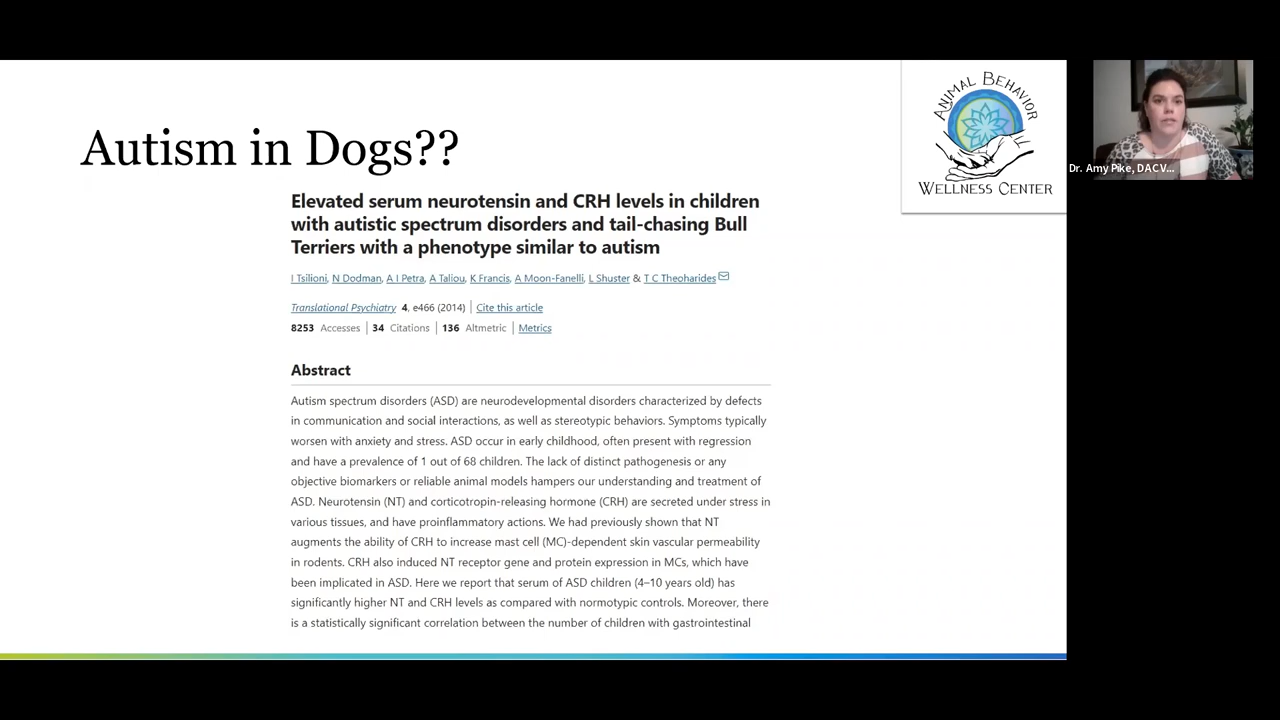 Autism in Dogs??
ANIMAL BEHAVIOR
WELLNESS CENTER
Dr. Amy Pike, DACV...
Elevated serum neurotensin and CRH levels in children
with autistic spectrum disorders and tail-chasing Bull
Terriers with a phenotype similar to autism
I Tsilioni, N Dodman, A I Petra, A Taliou, K Francis, A Moon-Fanelli, L Shuster & T C Theoharides
Translational Psychiatry 4, e466 (2014) | Cite this article
8253 Accesses | 34 Citations | 136 Altmetric | Metrics
Abstract
Autism spectrum disorders (ASD) are neurodevelopmental disorders characterized by defects
in communication and social interactions, as well as stereotypic behaviors. Symptoms typically
worsen with anxiety and stress. ASD occur in early childhood, often present with regression
and have a prevalence of 1 out of 68 children. The lack of distinct pathogenesis or any
objective biomarkers or reliable animal models hampers our understanding and treatment of
ASD. Neurotensin (NT) and corticotropin-releasing hormone (CRH) are secreted under stress in
various tissues, and have proinflammatory actions. We had previously shown that NT
augments the ability of CRH to increase mast cell (MC)-dependent skin vascular permeability
in rodents. CRH also induced NT receptor gene and protein expression in MCs, which have
been implicated in ASD. Here we report that serum of ASD children (4–10 years old) has
significantly higher NT and CRH levels as compared with normotypic controls. Moreover, there
is a statistically significant correlation between the number of children with gastrointestinal